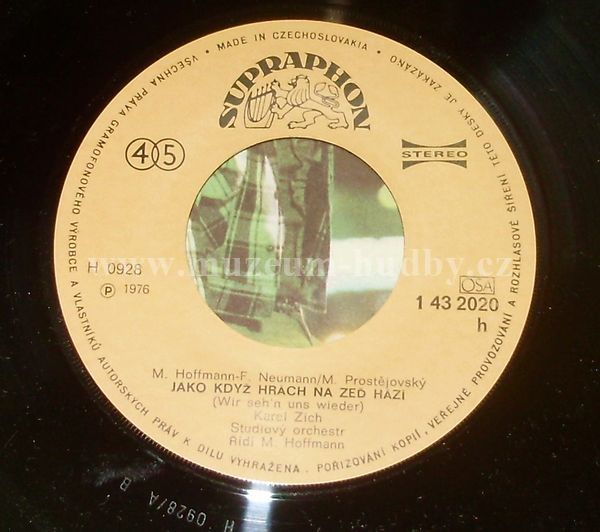 VŠECHNA PRÁVA GRAMOFONOVÉHO VÝROBCE A VLASTNÍKŮ AUTORSKÝCH PRÁV K DÍLU VYHRAŽENA. POŘIZOVÁNÍ KOPIÍ, VEŘEJNÉ PROVOZOVÁNÍ A ROZHLASOVÉ ŠÍŘENÍ TÉTO DESKY JE ZAKÁZÁNO
• MADE IN CZECHOSLOVAKIA •
SUPRAPHON
45
STEREO
www.muzeum-hudby.cz
H 0928
Ⓟ 1976
OSA
1 43 2020
h
M. Hoffmann-F. Neumann/M. Prostějovský
JAKO KDYŽ HRÁCH NA ZEĎ HÁZÍ
(Wir seh'n uns wieder)
Karel Zich
Studiový orchestr
Řídí M. Hoffmann
H 0928/A B